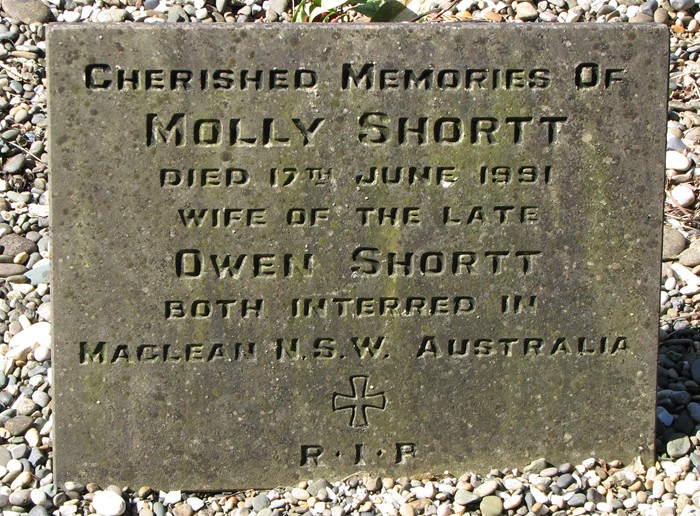 Cherished Memories Of
Molly Shortt
Died 17th June 1991
Wife of the Late
Owen Shortt
Both Interred in
Maclean N.S.W. Australia
R·I·P